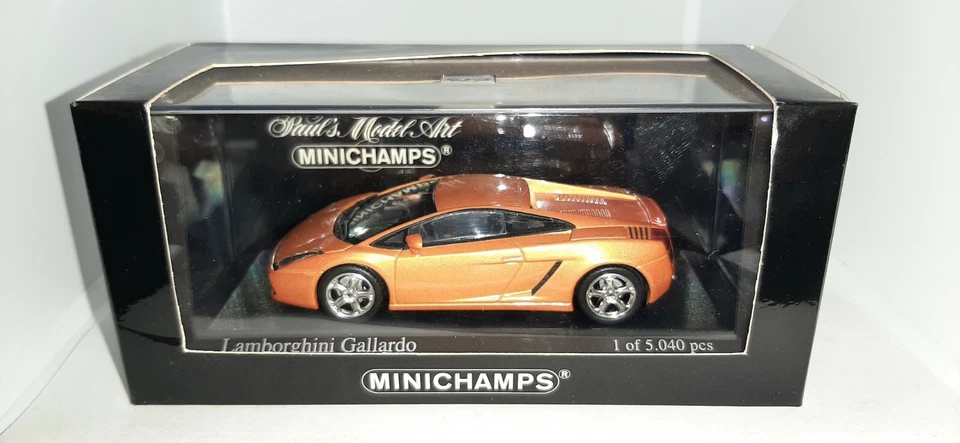 Paul's Model Art
MINICHAMPS®
Lamborghini Gallardo
1 of 5.040 pcs
MINICHAMPS®